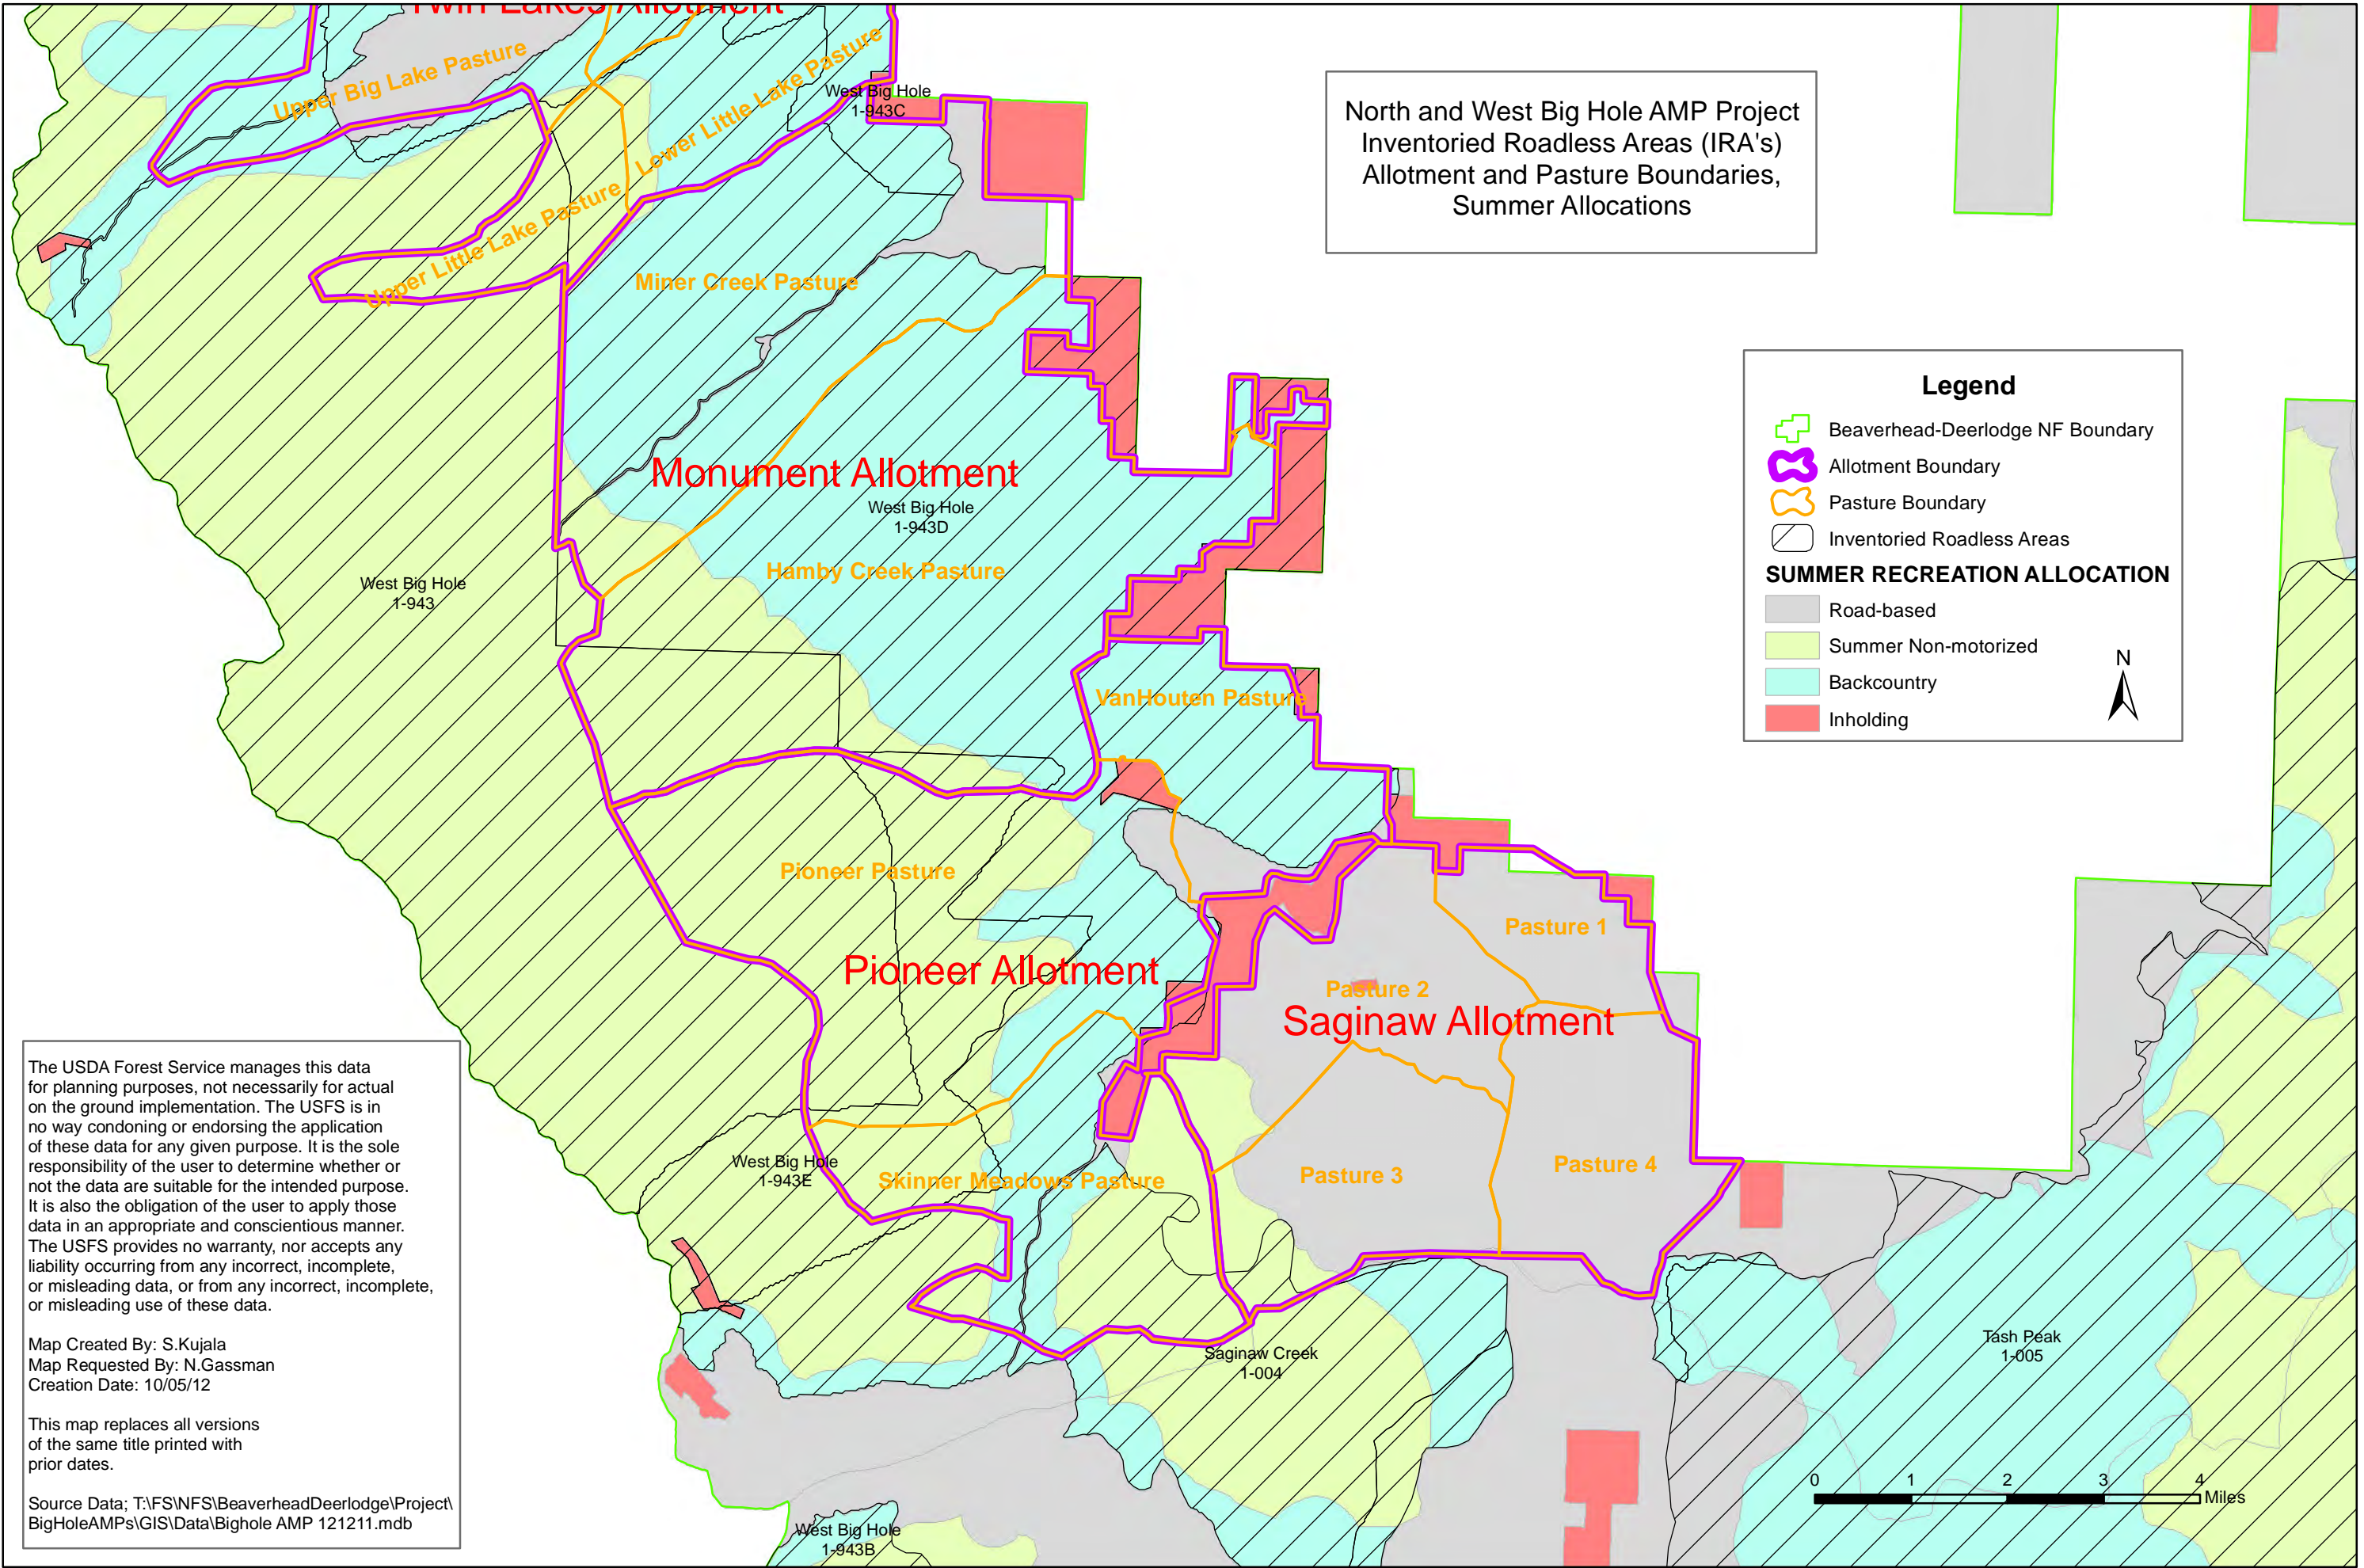 Twin Lakes Allotment
Upper Big Lake Pasture
Lower Little Lake Pasture
West Big Hole
1-943C
Upper Little Lake Pasture
Miner Creek Pasture
North and West Big Hole AMP Project
Inventoried Roadless Areas (IRA's)
Allotment and Pasture Boundaries,
Summer Allocations
Legend
Beaverhead-Deerlodge NF Boundary
Allotment Boundary
Pasture Boundary
Inventoried Roadless Areas
SUMMER RECREATION ALLOCATION
Road-based
Summer Non-motorized
Backcountry
Inholding
N
Monument Allotment
West Big Hole
1-943D
Hamby Creek Pasture
West Big Hole
1-943
VanHouten Pasture
Pioneer Pasture
Pioneer Allotment
Pasture 1
Pasture 2
Saginaw Allotment
Pasture 3
Pasture 4
West Big Hole
1-943E
Skinner Meadows Pasture
Saginaw Creek
1-004
Tash Peak
1-005
West Big Hole
1-943B
0 1 2 3 4
Miles
The USDA Forest Service manages this data
for planning purposes, not necessarily for actual
on the ground implementation. The USFS is in
no way condoning or endorsing the application
of these data for any given purpose. It is the sole
responsibility of the user to determine whether or
not the data are suitable for the intended purpose.
It is also the obligation of the user to apply those
data in an appropriate and conscientious manner.
The USFS provides no warranty, nor accepts any
liability occurring from any incorrect, incomplete,
or misleading data, or from any incorrect, incomplete,
or misleading use of these data.
Map Created By: S.Kujala
Map Requested By: N.Gassman
Creation Date: 10/05/12
This map replaces all versions
of the same title printed with
prior dates.
Source Data; T:\FS\NFS\BeaverheadDeerlodge\Project\
BigHoleAMPs\GIS\Data\Bighole AMP 121211.mdb